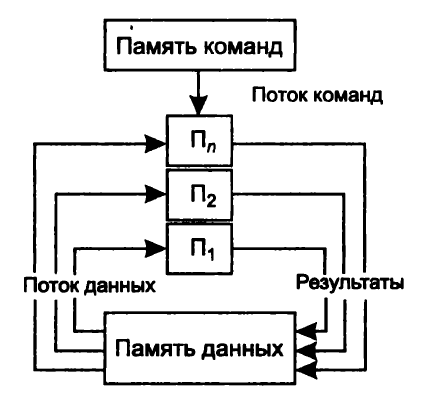 Память команд
Поток команд
Пn
П2
П1
Поток данных
Результаты
Память данных